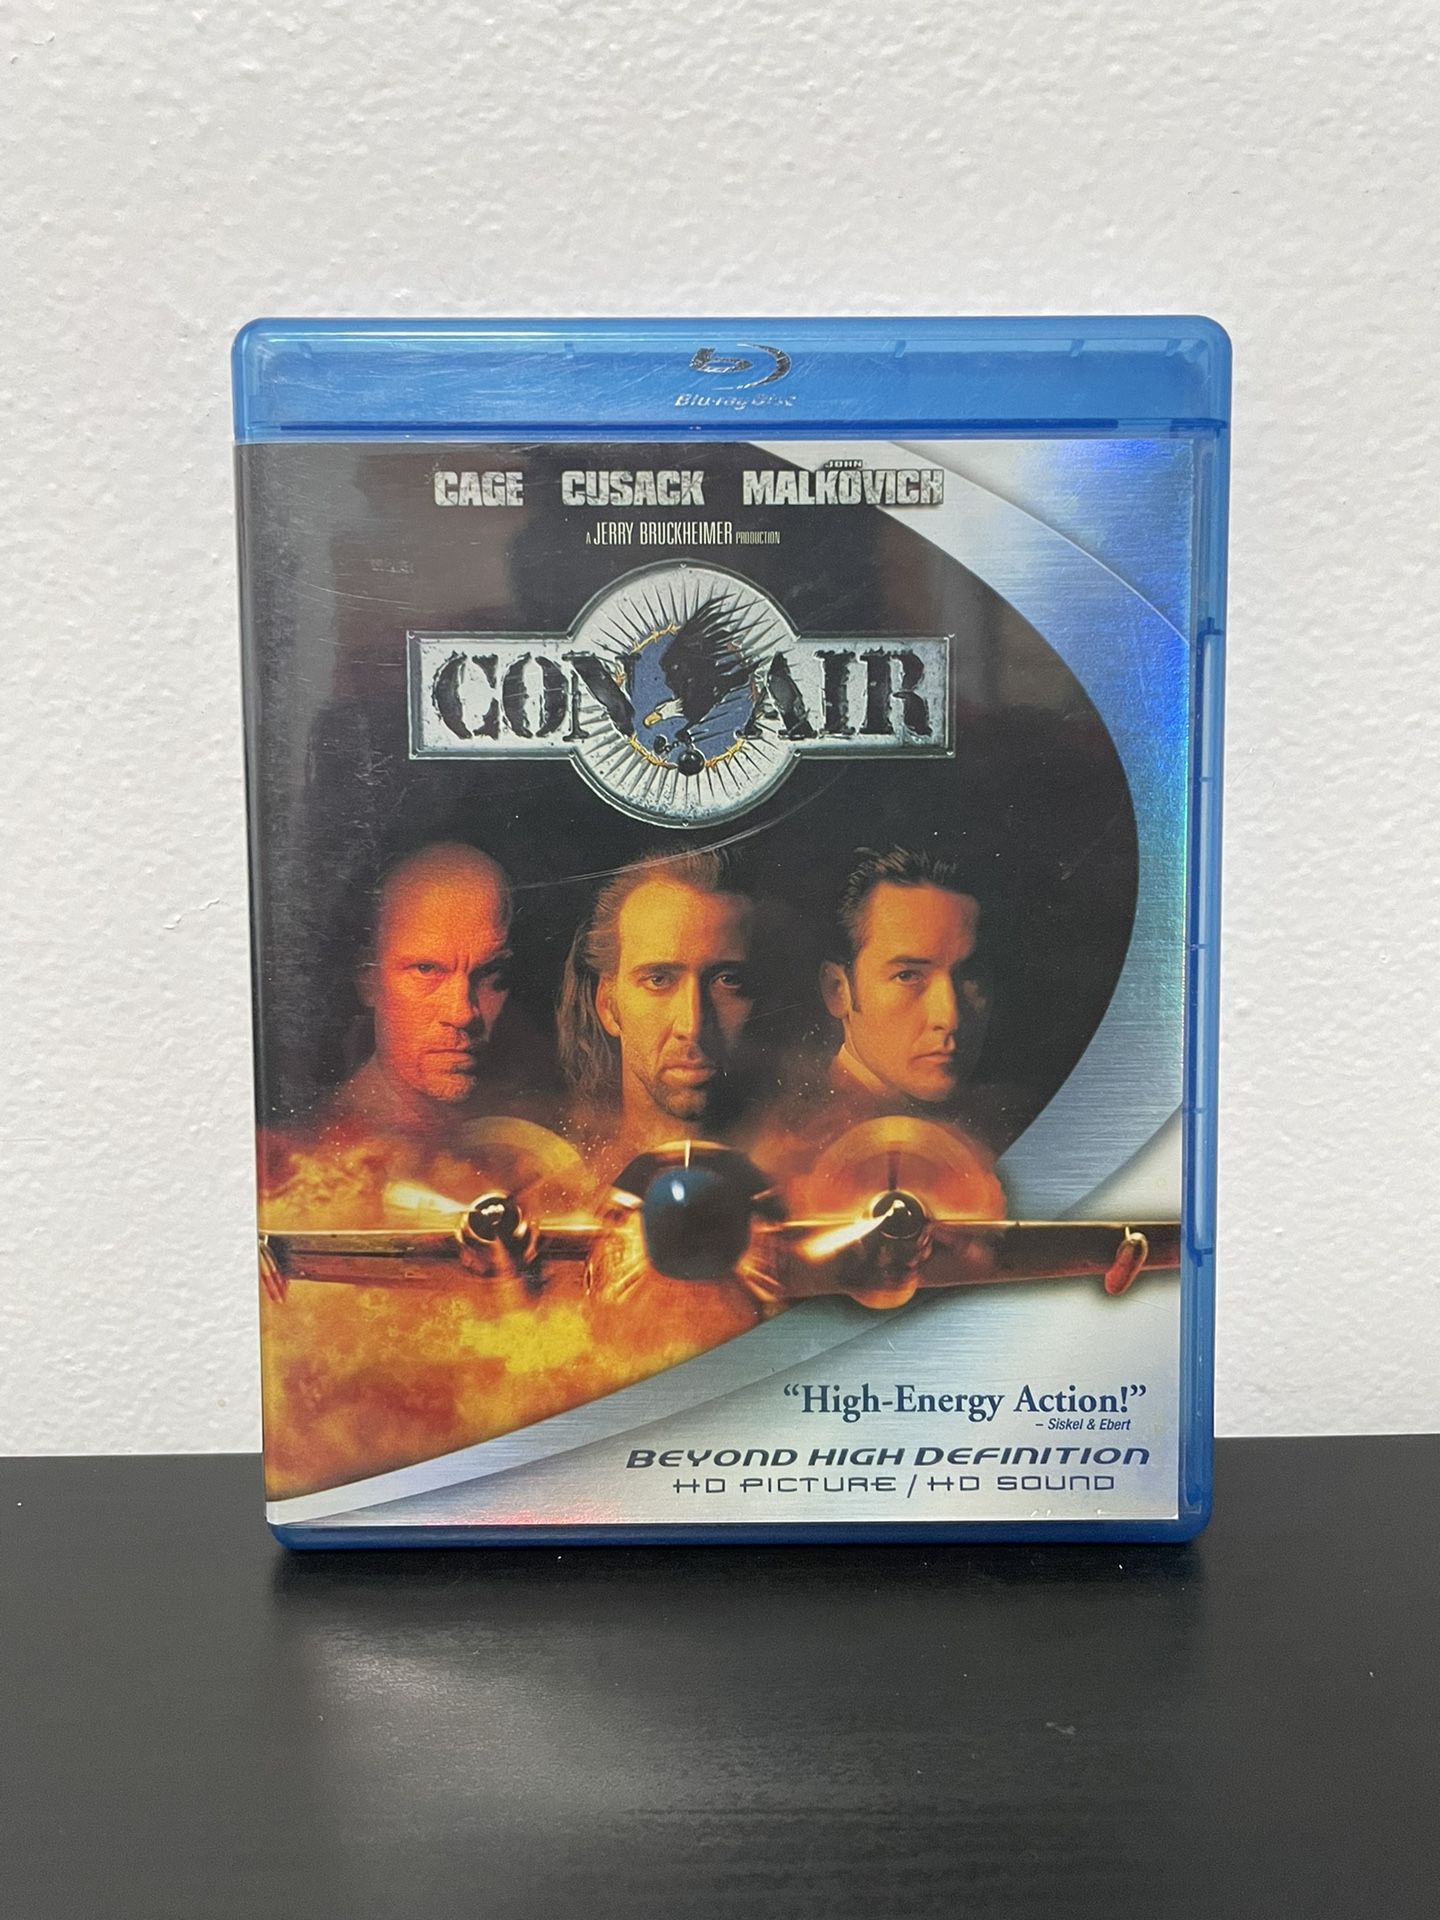 Blu-ray Disc
CAGE CUSACK JOHN MALKOVICH
A JERRY BRUCKHEIMER PRODUCTION
CON AIR
“High-Energy Action!”
– Siskel & Ebert
BEYOND HIGH DEFINITION
HD PICTURE / HD SOUND